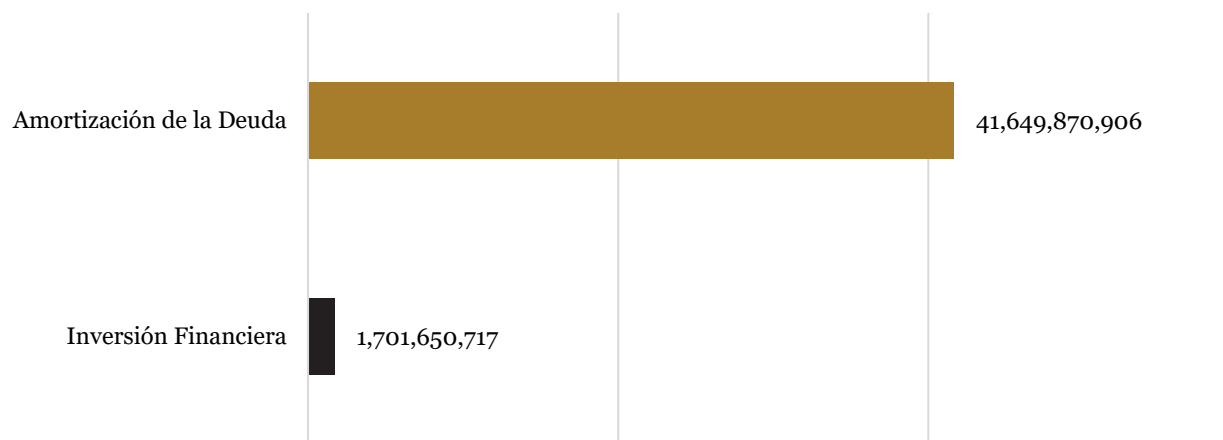 Amortización de la Deuda
41,649,870,906
Inversión Financiera
1,701,650,717